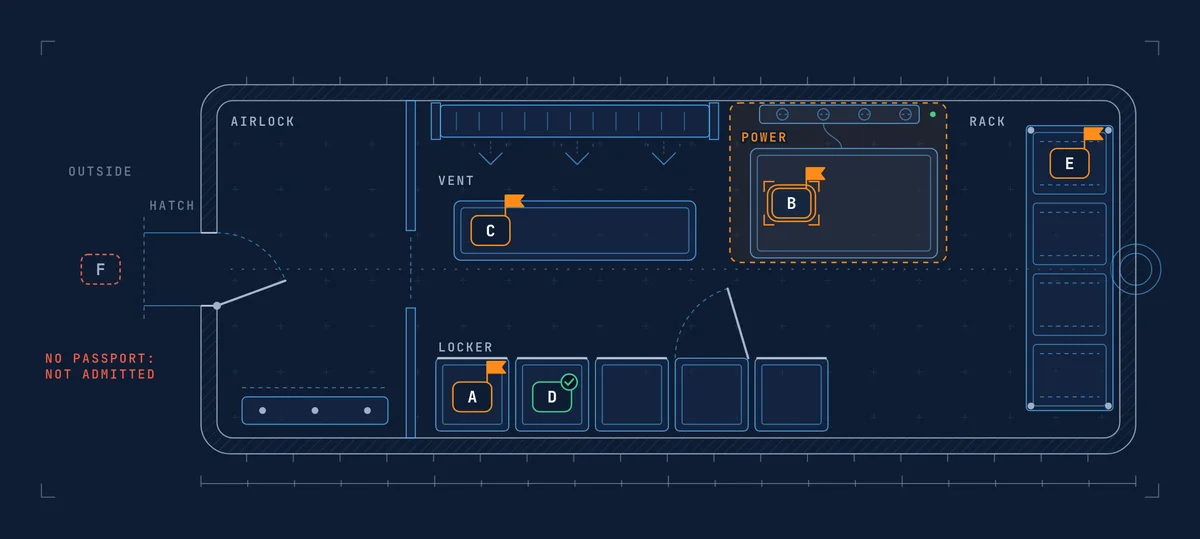 AIRLOCK
POWER
RACK
OUTSIDE
HATCH
VENT
E
B
C
F
NO PASSPORT:
NOT ADMITTED
LOCKER
A
D